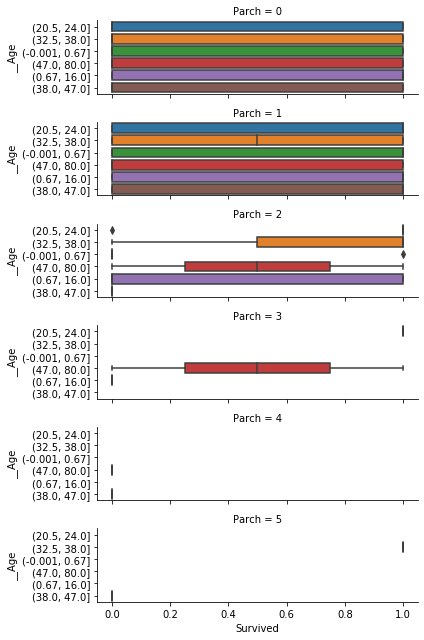 Parch = 0
__Age
(20.5, 24.0]
(32.5, 38.0]
(-0.001, 0.67]
(47.0, 80.0]
(0.67, 16.0]
(38.0, 47.0]
Parch = 1
__Age
(20.5, 24.0]
(32.5, 38.0]
(-0.001, 0.67]
(47.0, 80.0]
(0.67, 16.0]
(38.0, 47.0]
Parch = 2
__Age
(20.5, 24.0]
(32.5, 38.0]
(-0.001, 0.67]
(47.0, 80.0]
(0.67, 16.0]
(38.0, 47.0]
Parch = 3
__Age
(20.5, 24.0]
(32.5, 38.0]
(-0.001, 0.67]
(47.0, 80.0]
(0.67, 16.0]
(38.0, 47.0]
Parch = 4
__Age
(20.5, 24.0]
(32.5, 38.0]
(-0.001, 0.67]
(47.0, 80.0]
(0.67, 16.0]
(38.0, 47.0]
Parch = 5
__Age
(20.5, 24.0]
(32.5, 38.0]
(-0.001, 0.67]
(47.0, 80.0]
(0.67, 16.0]
(38.0, 47.0]
0.0 0.2 0.4 0.6 0.8 1.0
Survived